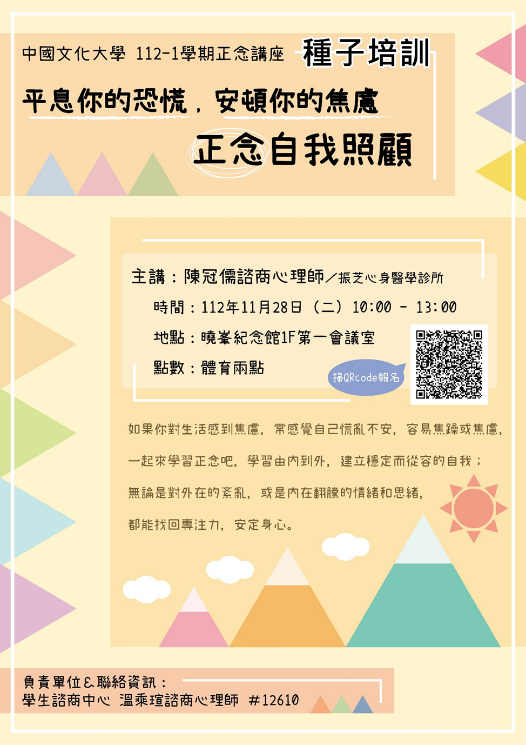 中國文化大學 112-1學期正念講座 種子培訓
平息你的恐慌，安頓你的焦慮
正念自我照顧
主講：陳冠儒諮商心理師／振芝心身醫學診所
時間：112年11月28日（二）10:00 - 13:00
地點：曉峯紀念館1F第一會議室
點數：體育兩點
掃QRcode報名
如果你對生活感到焦慮，常感覺自己慌亂不安，容易焦躁或焦慮，
一起來學習正念吧，學習由內到外，建立穩定而從容的自我；
無論是對外在的紊亂，或是內在翻騰的情緒和思緒，
都能找回專注力，安定身心。
負責單位&聯絡資訊：
學生諮商中心 溫乘瑄諮商心理師 #12610